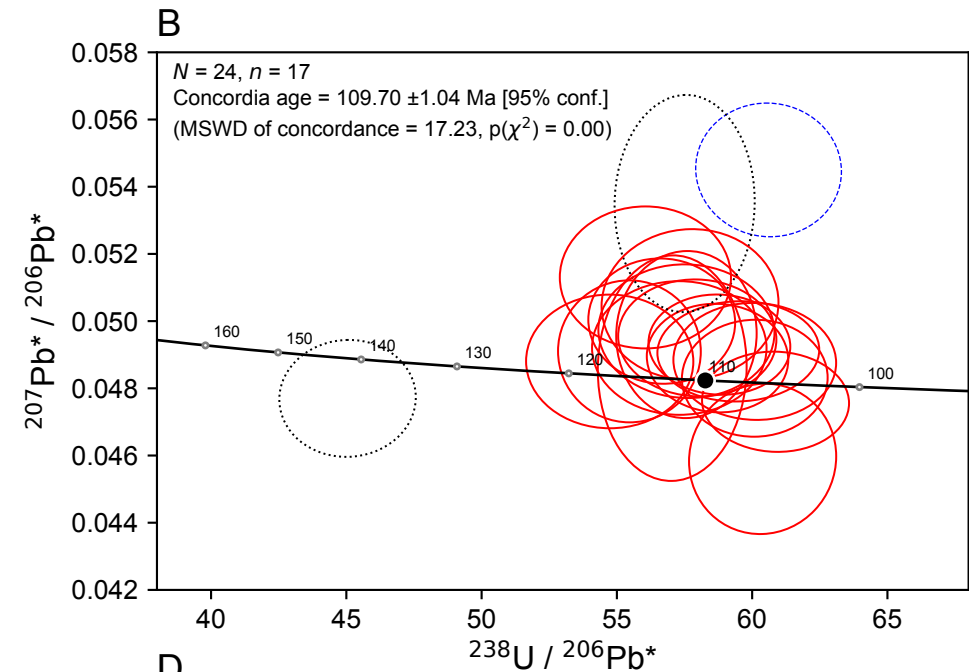 B
N = 24, n = 17
Concordia age = 109.70 ±1.04 Ma [95% conf.]
(MSWD of concordance = 17.23, p(χ²) = 0.00)
0.058
0.056
0.054
0.052
0.050
0.048
0.046
0.044
0.042
²⁰⁷Pb* / ²⁰⁶Pb*
160
150
140
130
120
110
100
40 45 50 55 60 65
²³⁸U / ²⁰⁶Pb*
D